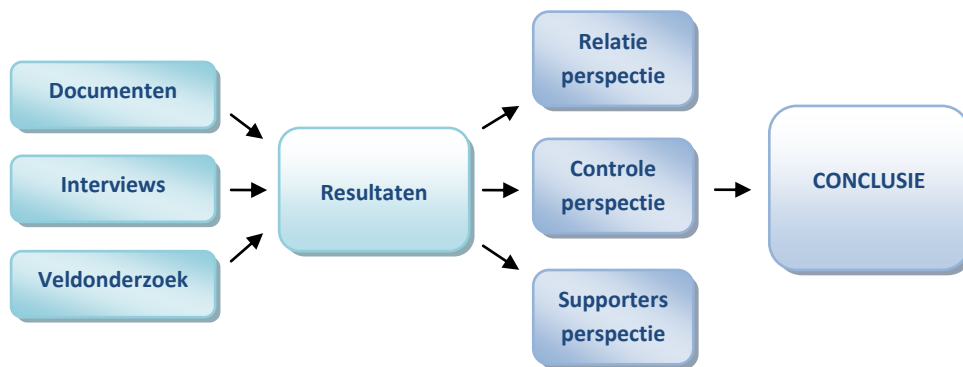 Documenten
Interviews
Veldonderzoek
Resultaten
Relatie
perspectie
Controle
perspectie
Supporters
perspectie
CONCLUSIE